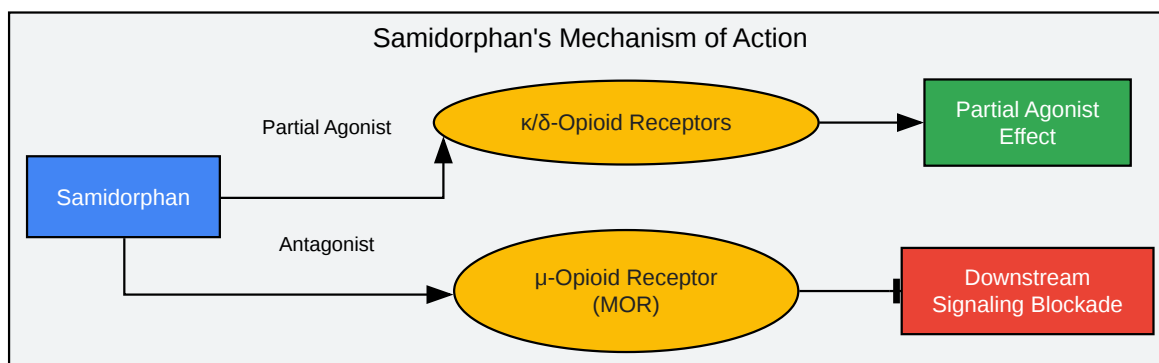 Samidorphan's Mechanism of Action
Partial Agonist
κ/δ-Opioid Receptors
Partial Agonist
Effect
Samidorphan
Antagonist
μ-Opioid Receptor
(MOR)
Downstream
Signaling Blockade